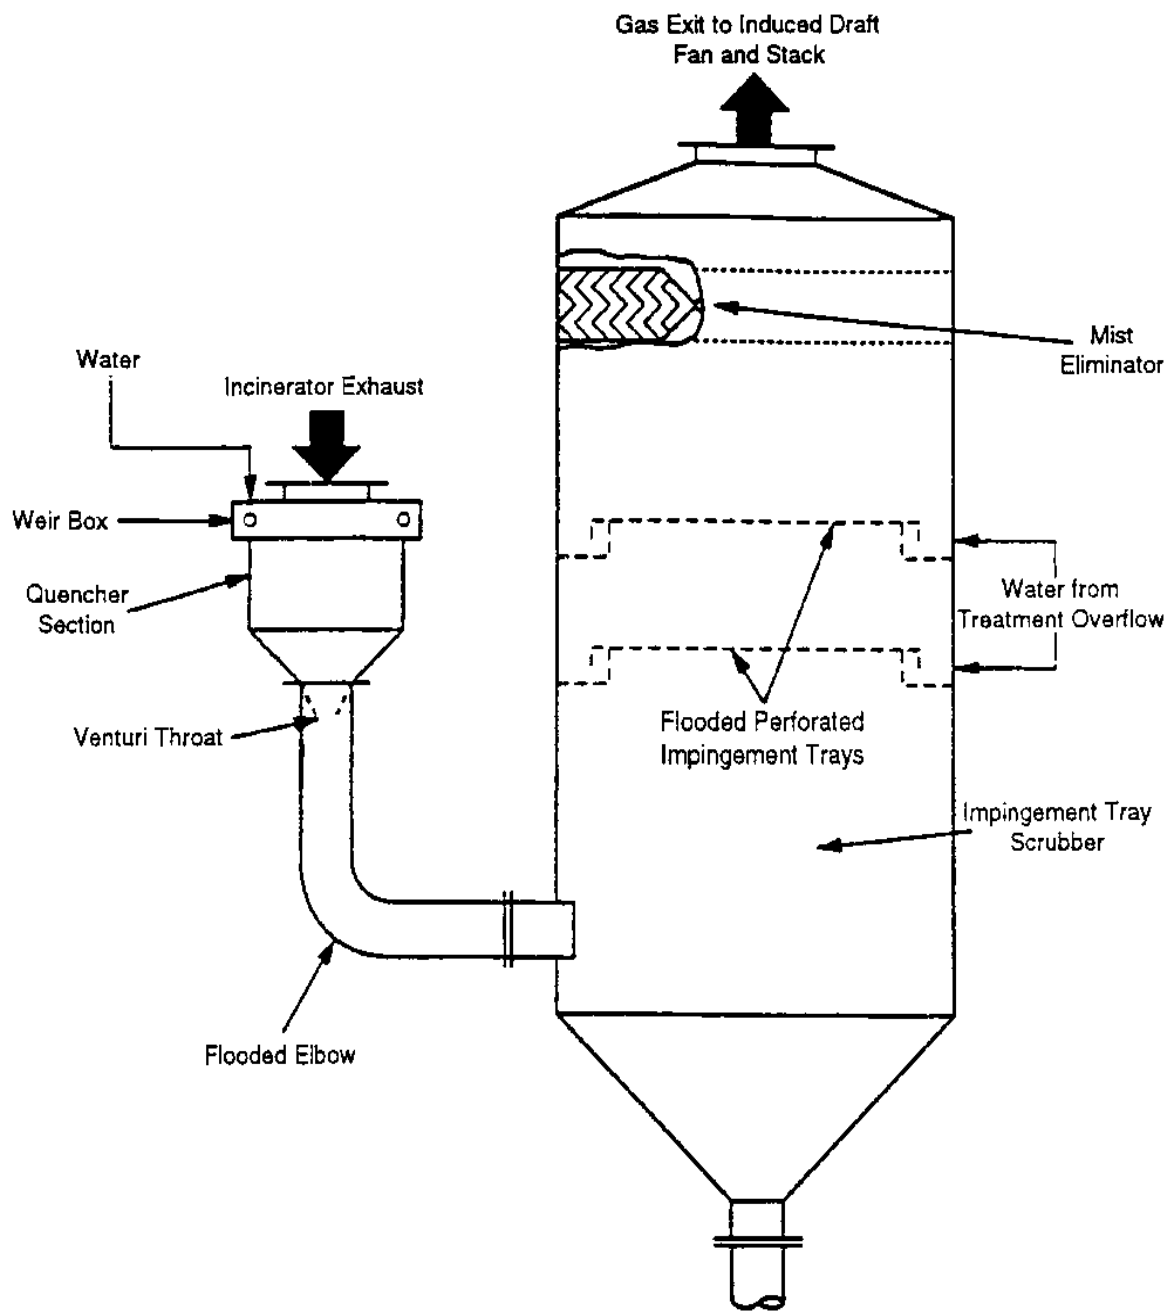 Gas Exit to Induced Draft
Fan and Stack
Mist
Eliminator
Water
Incinerator Exhaust
Weir Box
Quencher
Section
Water from
Treatment Overflow
Venturi Throat
Flooded Perforated
Impingement Trays
Impingement Tray
Scrubber
Flooded Elbow